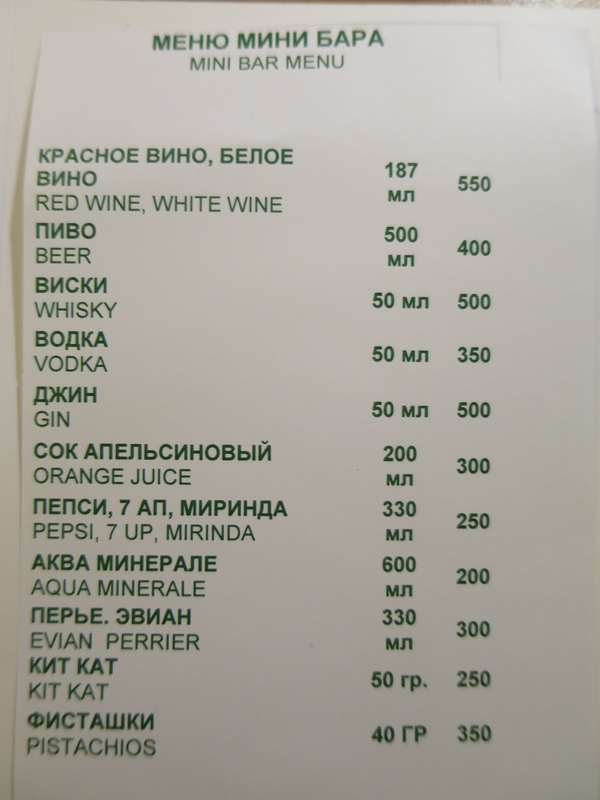 МЕНЮ МИНИ БАРА
MINI BAR MENU
КРАСНОЕ ВИНО, БЕЛОЕ
ВИНО
RED WINE, WHITE WINE
187
мл
550
ПИВО
BEER
500
мл
400
ВИСКИ
WHISKY
50 мл 500
ВОДКА
VODKA
50 мл 350
ДЖИН
GIN
50 мл 500
СОК АПЕЛЬСИНОВЫЙ
ORANGE JUICE
200
мл
300
ПЕПСИ, 7 АП, МИРИНДА
PEPSI, 7 UP, MIRINDA
330
мл
250
АКВА МИНЕРАЛЕ
AQUA MINERALE
600
мл
200
ПЕРЬЕ. ЭВИАН
EVIAN PERRIER
330
мл
300
КИТ КАТ
KIT KAT
50 гр. 250
ФИСТАШКИ
PISTACHIOS
40 ГР 350